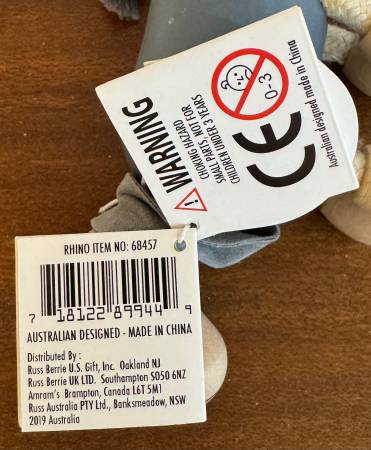 WARNING
CHOKING HAZARD
SMALL PARTS NOT FOR
CHILDREN UNDER 3 YEARS
0-3
CE
Australian designed made in China
RHINO ITEM NO: 68457
7 18122 89944 9
AUSTRALIAN DESIGNED - MADE IN CHINA
Distributed By :
Russ Berrie U.S. Gift, Inc. Oakland NJ
Russ Berrie UK LTD. Southampton SO50 6NZ
Amram's Brampton, Canada L6T 5M1
Russ Australia PTY Ltd., Banksmeadow, NSW
2019 Australia